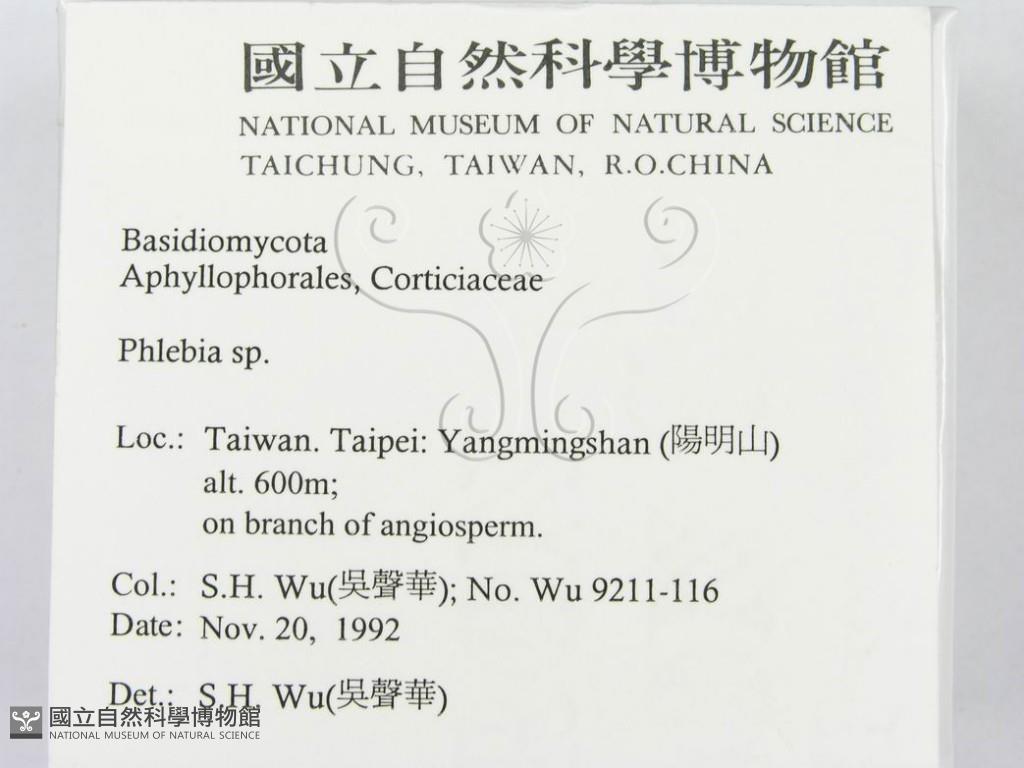 國立自然科學博物館
NATIONAL MUSEUM OF NATURAL SCIENCE
TAICHUNG, TAIWAN, R.O.CHINA
Basidiomycota
Aphyllophorales, Corticiaceae
Phlebia sp.
Loc.: Taiwan. Taipei: Yangmingshan (陽明山)
alt. 600m;
on branch of angiosperm.
Col.: S.H. Wu(吳聲華); No. Wu 9211-116
Date: Nov. 20, 1992
Det.: S.H. Wu(吳聲華)
國立自然科學博物館
NATIONAL MUSEUM OF NATURAL SCIENCE